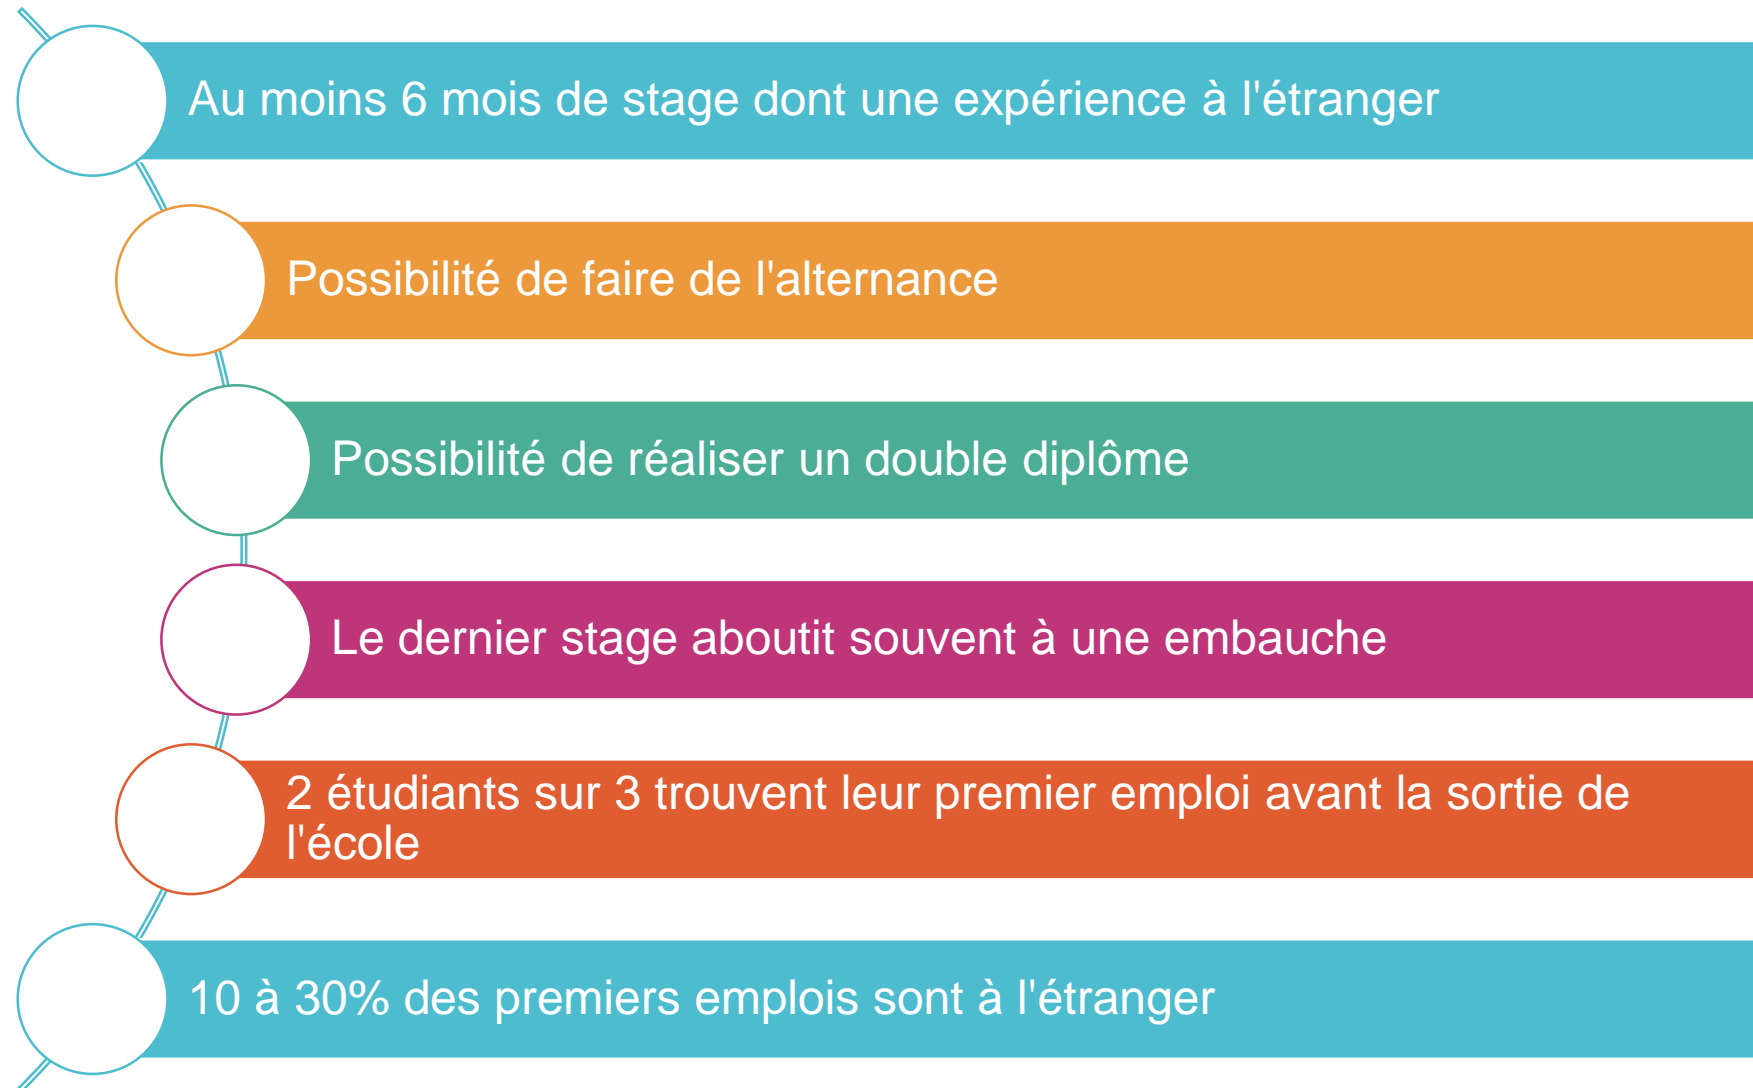 Au moins 6 mois de stage dont une expérience à l'étranger
Possibilité de faire de l'alternance
Possibilité de réaliser un double diplôme
Le dernier stage aboutit souvent à une embauche
2 étudiants sur 3 trouvent leur premier emploi avant la sortie de
l'école
10 à 30% des premiers emplois sont à l'étranger